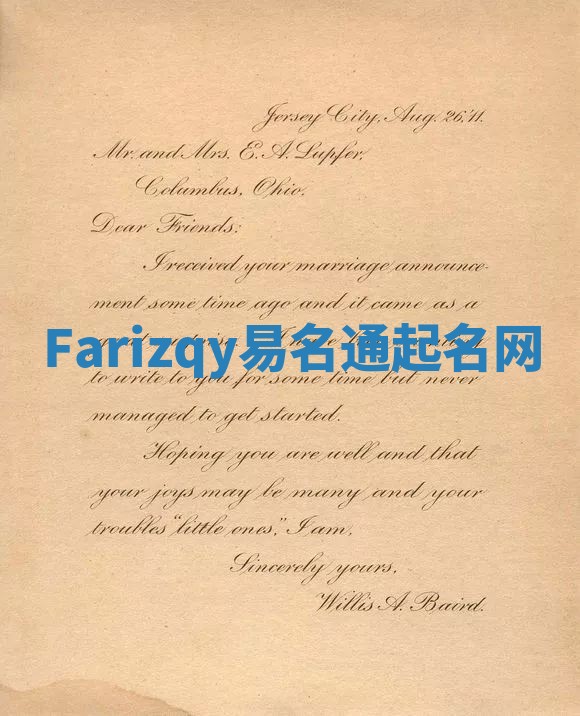 Jersey City, Aug. 26, '11.
Mr. and Mrs. E. A. Lupfer,
Columbus, Ohio.
Dear Friends:
I received your marriage announce-
ment some time ago and it came as a
Farizqy易名通起名网
to write to you for some time but never
managed to get started.
Hoping you are well and that
your joys may be many and your
troubles "little ones," I am,
Sincerely yours,
Willis A. Baird.